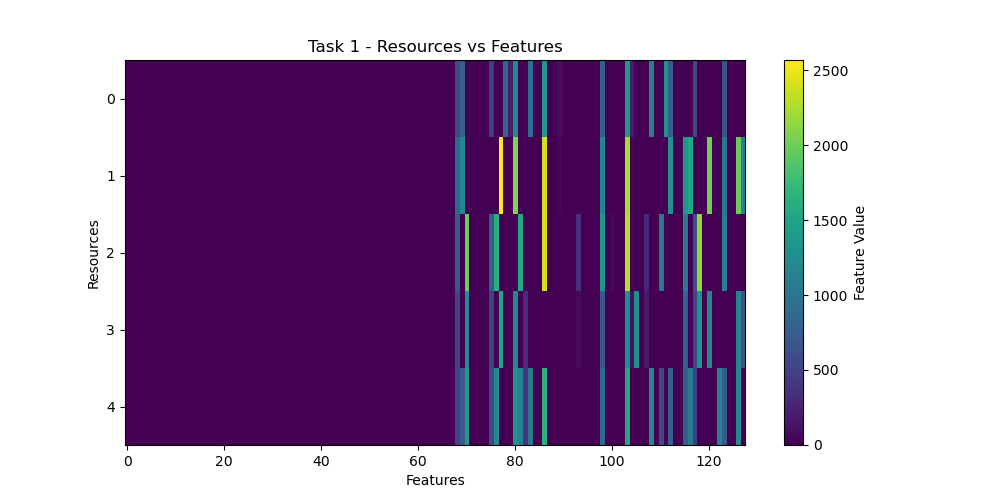 Task 1 - Resources vs Features
0
1
2
3
4
Resources
0 20 40 60 80 100 120
Features
2500
2000
1500
1000
500
0
Feature Value